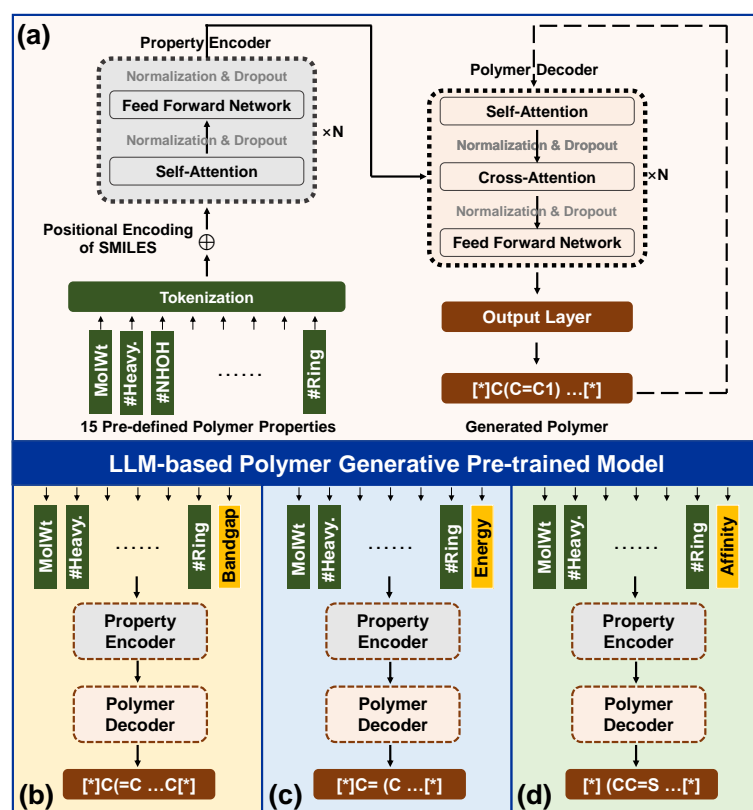 (a)
Property Encoder
Normalization & Dropout
Feed Forward Network
Normalization & Dropout
Self-Attention
×N
Positional Encoding
of SMILES
Tokenization
MolWt
#Heavy.
#NHOH
......
#Ring
15 Pre-defined Polymer Properties
Polymer Decoder
Self-Attention
Normalization & Dropout
Cross-Attention
×N
Normalization & Dropout
Feed Forward Network
Output Layer
[*]C(C=C1) ...[*]
Generated Polymer
LLM-based Polymer Generative Pre-trained Model
MolWt
#Heavy.
......
#Ring
Bandgap
Property
Encoder
Polymer
Decoder
(b)
[*]C(=C ...C[*]
MolWt
#Heavy.
......
#Ring
Energy
Property
Encoder
Polymer
Decoder
(c)
[*]C= (C ...[*]
MolWt
#Heavy.
......
#Ring
Affinity
Property
Encoder
Polymer
Decoder
(d)
[*] (CC=S ...[*]